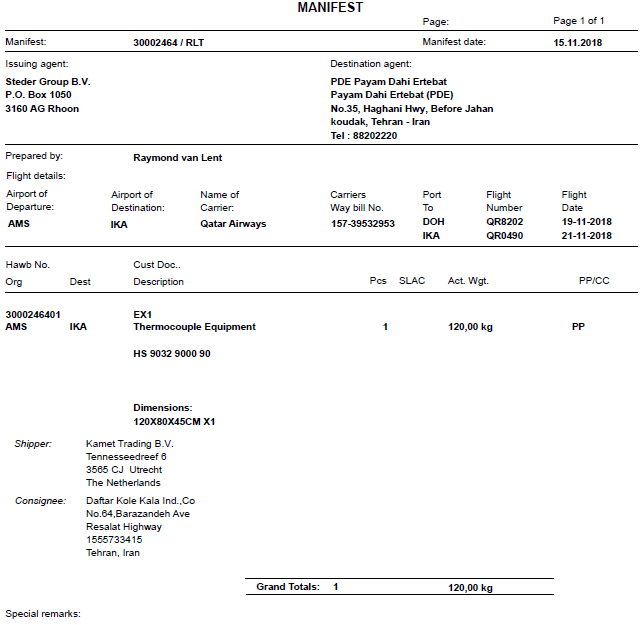 MANIFEST
Page: Page 1 of 1
Manifest: 30002464 / RLT Manifest date: 15.11.2018
Issuing agent: Destination agent:
Steder Group B.V. PDE Payam Dahi Ertebat
P.O. Box 1050 Payam Dahi Ertebat (PDE)
3160 AG Rhoon No.35, Haghani Hwy, Before Jahan
koudak, Tehran - Iran
Tel : 88202220
Prepared by: Raymond van Lent
Flight details:
Airport of Airport of Name of Carriers Port Flight Flight
Departure: Destination: Carrier: Way bill No. To Number Date
AMS IKA Qatar Airways 157-39532953 DOH QR8202 19-11-2018
IKA QR0490 21-11-2018
Hawb No. Cust Doc..
Org Dest Description Pcs SLAC Act. Wgt. PP/CC
3000246401 EX1
AMS IKA Thermocouple Equipment 1 120,00 kg PP
HS 9032 9000 90
Dimensions:
120X80X45CM X1
Shipper: Kamet Trading B.V.
Tennesseedreef 6
3565 CJ Utrecht
The Netherlands
Consignee: Daftar Kole Kala Ind.,Co
No.64,Barazandeh Ave
Resalat Highway
1555733415
Tehran, Iran
Grand Totals: 1 120,00 kg
Special remarks: